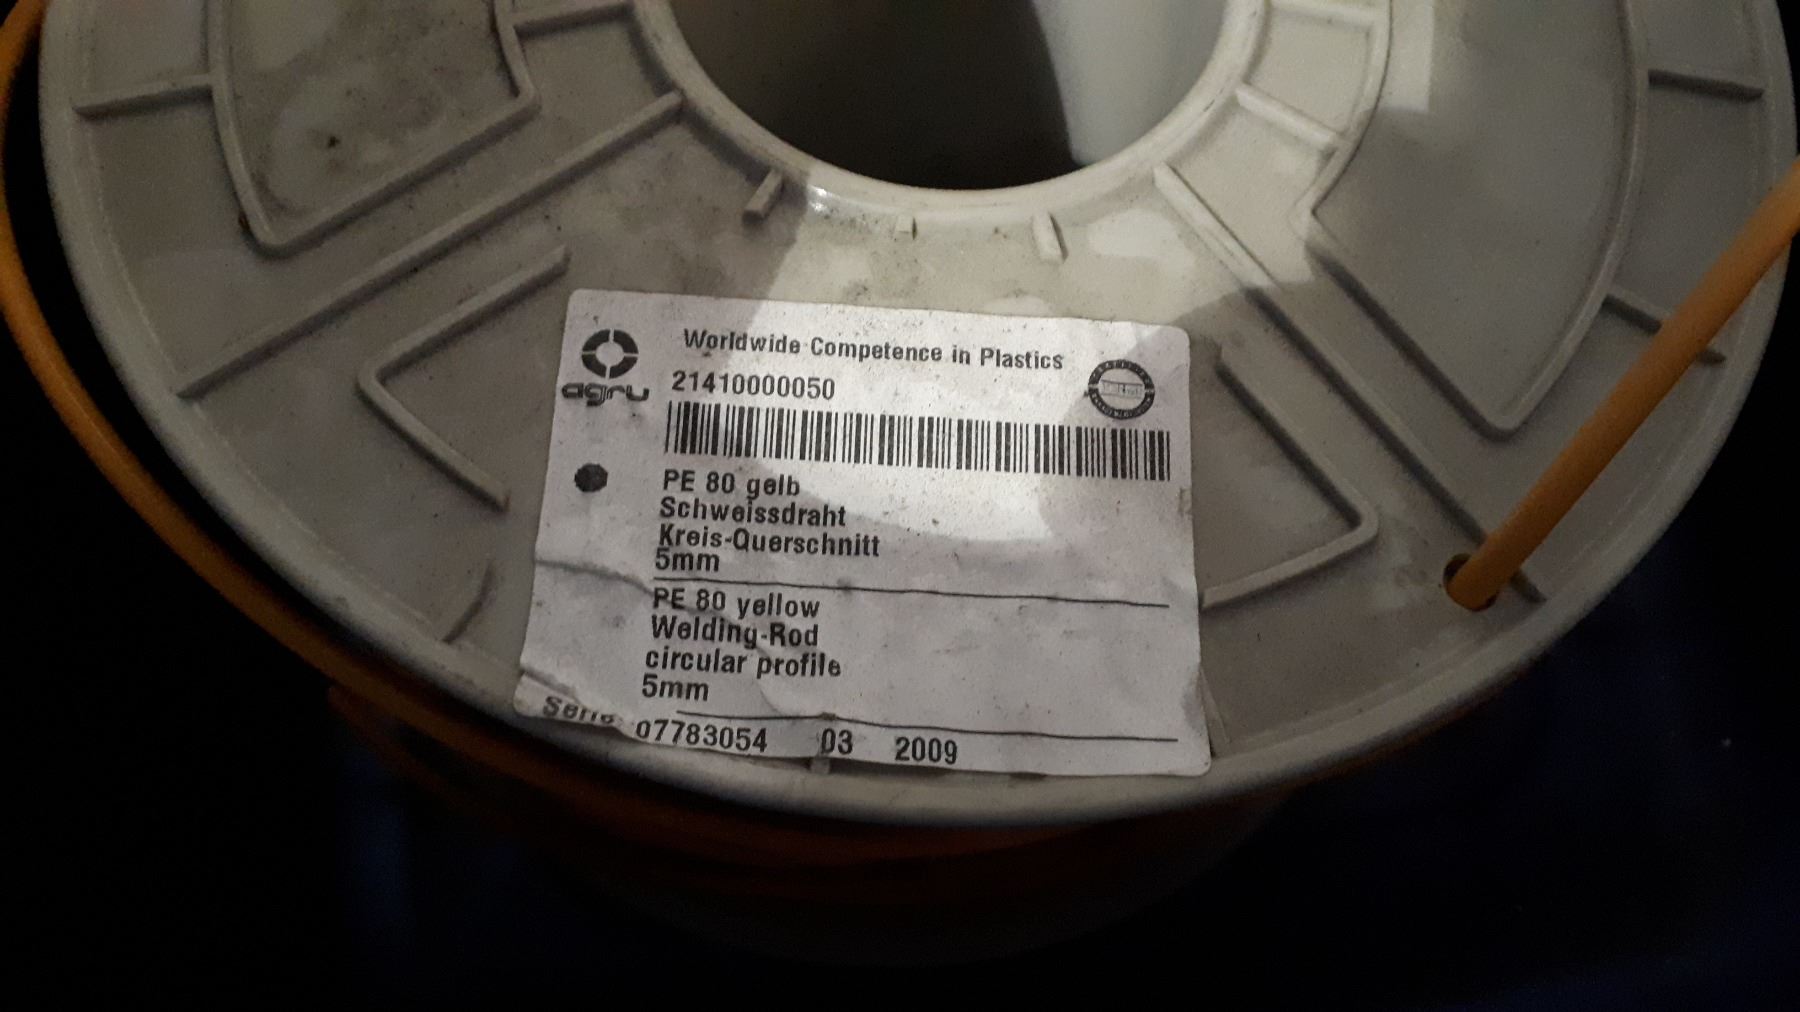 Worldwide Competence in Plastics
agru
21410000050
PE 80 gelb
Schweissdraht
Kreis-Querschnitt
5mm
PE 80 yellow
Welding-Rod
circular profile
5mm
Serie 07783054 03 2009